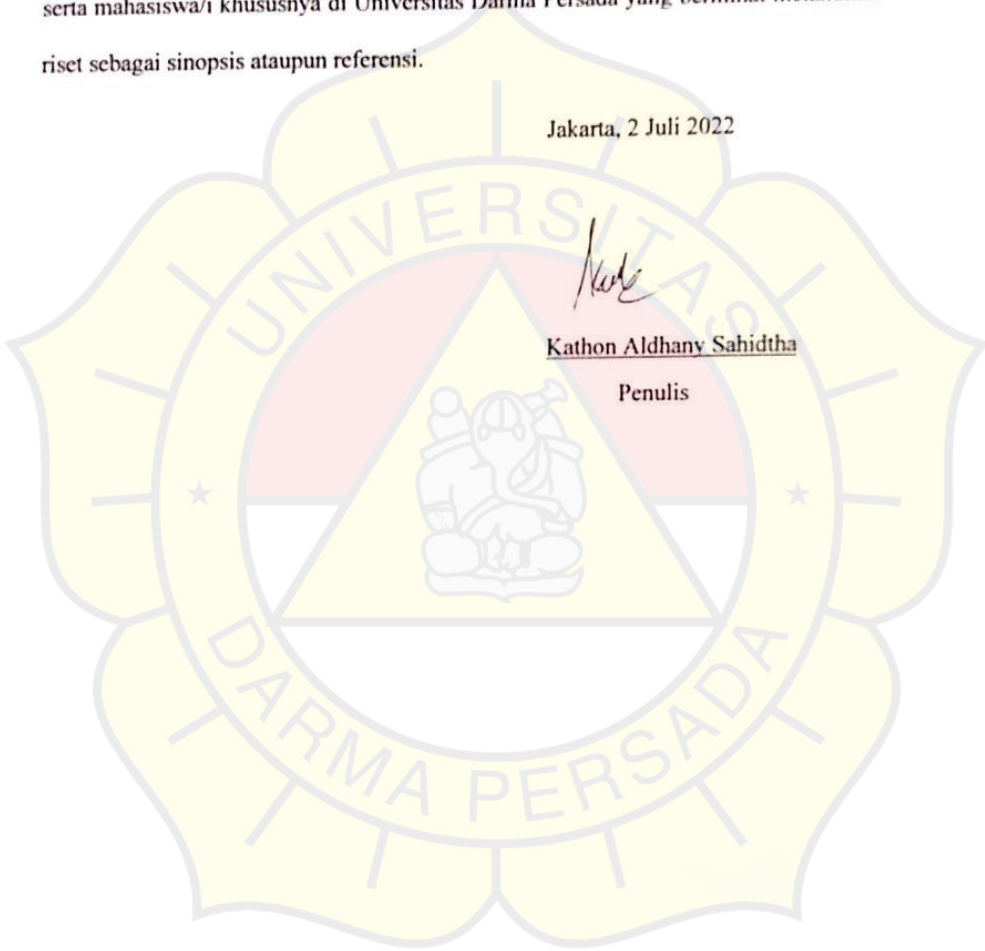 serta mahasiswa/i khususnya di Universitas Darma Persada yang berminat
riset sebagai sinopsis ataupun referensi.
Jakarta, 2 Juli 2022
Kathon Aldhany Sahidtha
Penulis
UNIVERSITAS
DARMA PERSADA